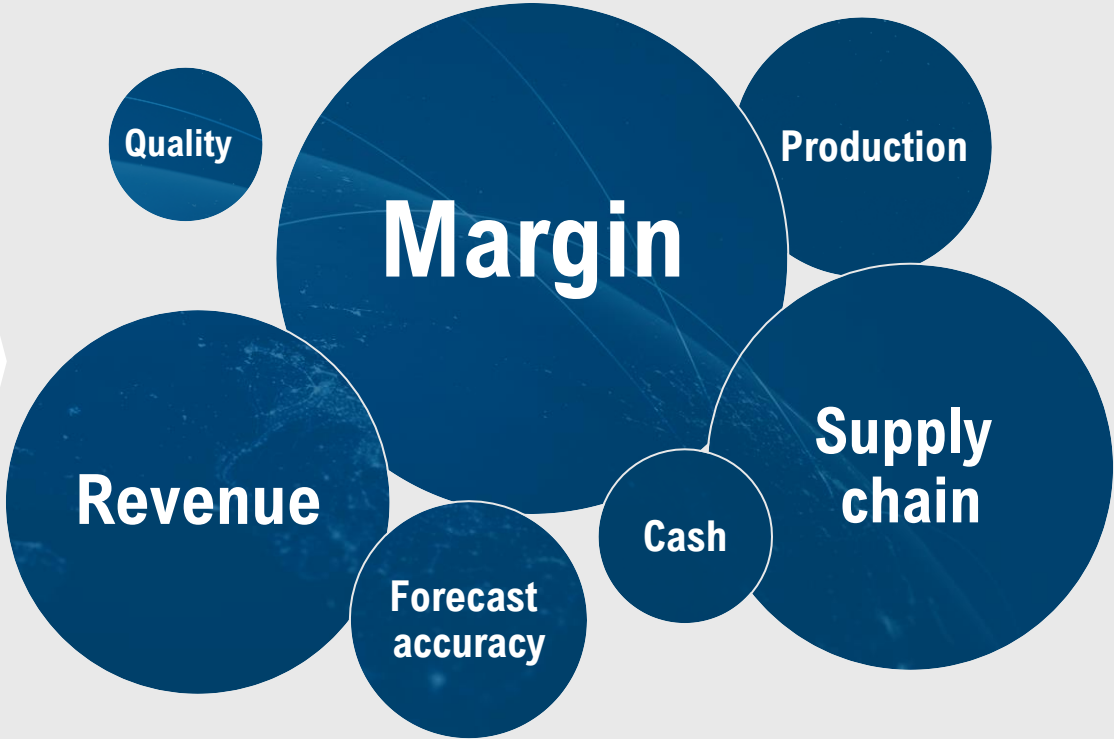 Quality
Production
Margin
Supply
chain
Revenue
Cash
Forecast
accuracy